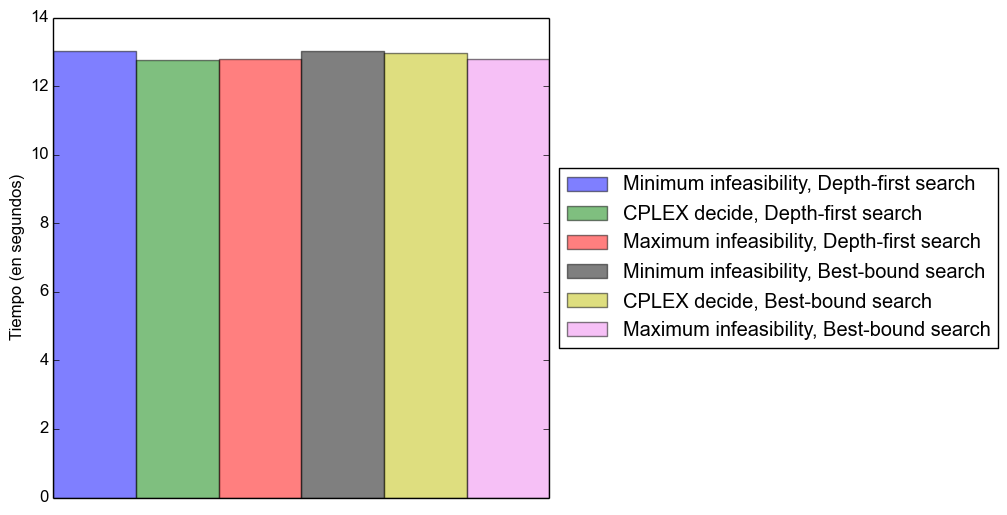 14
12
10
8
6
4
2
0
Tiempo (en segundos)
Minimum infeasibility, Depth-first search
CPLEX decide, Depth-first search
Maximum infeasibility, Depth-first search
Minimum infeasibility, Best-bound search
CPLEX decide, Best-bound search
Maximum infeasibility, Best-bound search